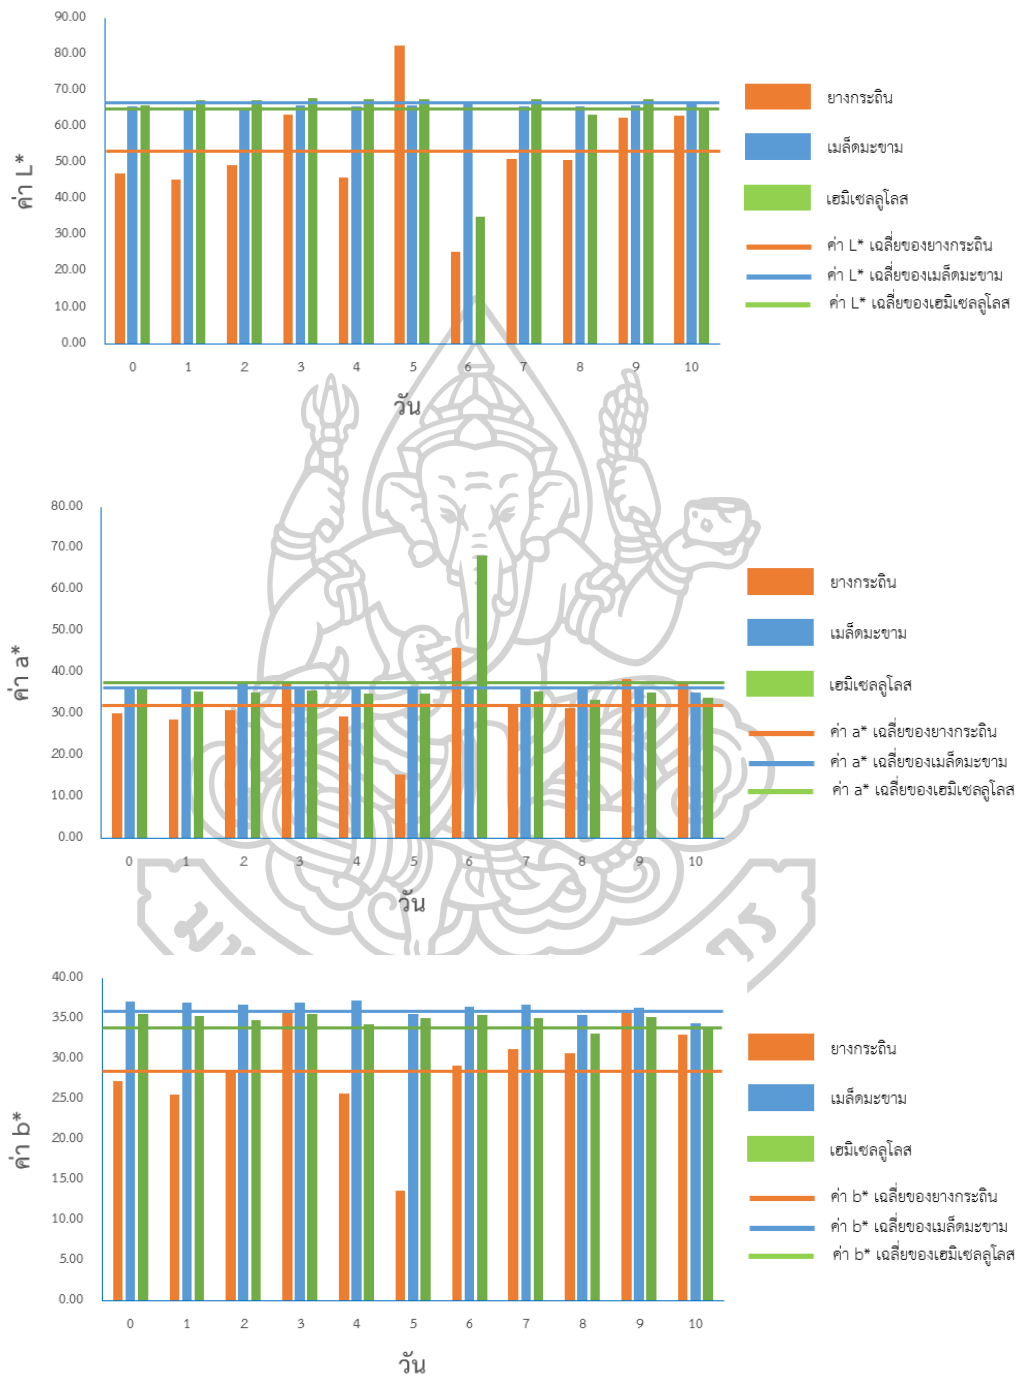 90.00
80.00
70.00
60.00
50.00
40.00
30.00
20.00
10.00
0.00
ค่า L*
0 1 2 3 4 5 6 7 8 9 10
วัน
ยางกระถิน
เมล็ดมะขาม
เฮมิเซลลูโลส
ค่า L* เฉลี่ยของยางกระถิน
ค่า L* เฉลี่ยของเมล็ดมะขาม
ค่า L* เฉลี่ยของเฮมิเซลลูโลส
80.00
70.00
60.00
50.00
40.00
30.00
20.00
10.00
0.00
ค่า a*
0 1 2 3 4 5 6 7 8 9 10
วัน
ยางกระถิน
เมล็ดมะขาม
เฮมิเซลลูโลส
ค่า a* เฉลี่ยของยางกระถิน
ค่า a* เฉลี่ยของเมล็ดมะขาม
ค่า a* เฉลี่ยของเฮมิเซลลูโลส
40.00
35.00
30.00
25.00
20.00
15.00
10.00
5.00
0.00
ค่า b*
0 1 2 3 4 5 6 7 8 9 10
วัน
ยางกระถิน
เมล็ดมะขาม
เฮมิเซลลูโลส
ค่า b* เฉลี่ยของยางกระถิน
ค่า b* เฉลี่ยของเมล็ดมะขาม
ค่า b* เฉลี่ยของเฮมิเซลลูโลส